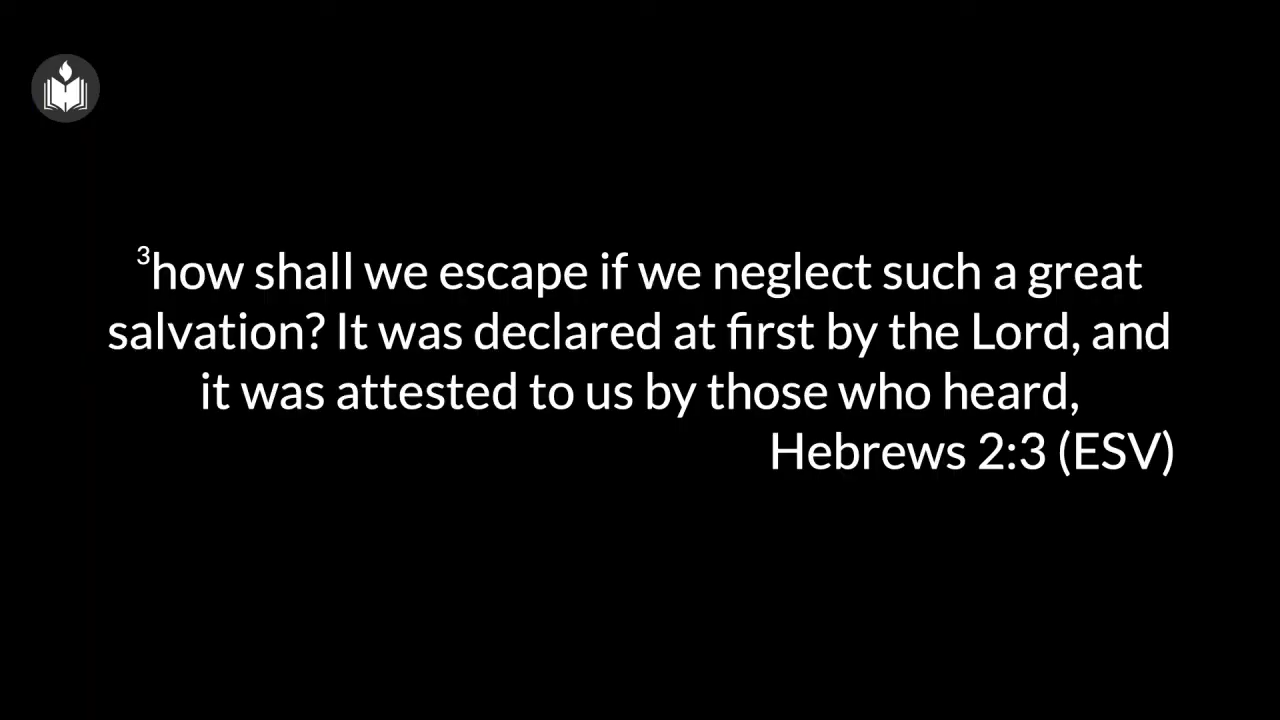 ³how shall we escape if we neglect such a great
salvation? It was declared at first by the Lord, and
it was attested to us by those who heard,
Hebrews 2:3 (ESV)